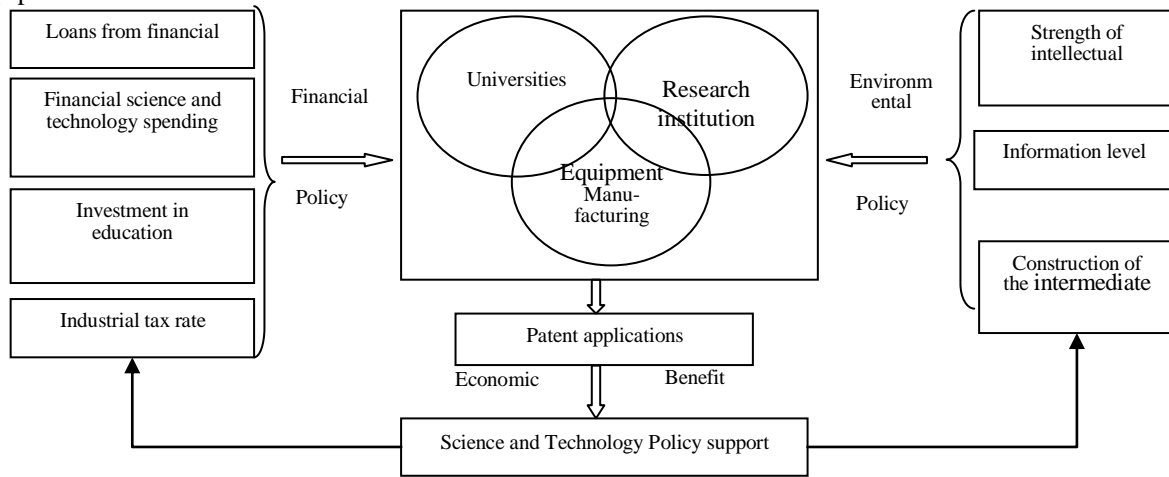 Loans from financial
Financial science and
technology spending
Investment in
education
Industrial tax rate
Financial
Policy
Universities
Research
institution
Equipment
Manu-
facturing
Environm
ental
Policy
Strength of
intellectual
Information level
Construction of
the intermediate
Patent applications
Economic Benefit
Science and Technology Policy support